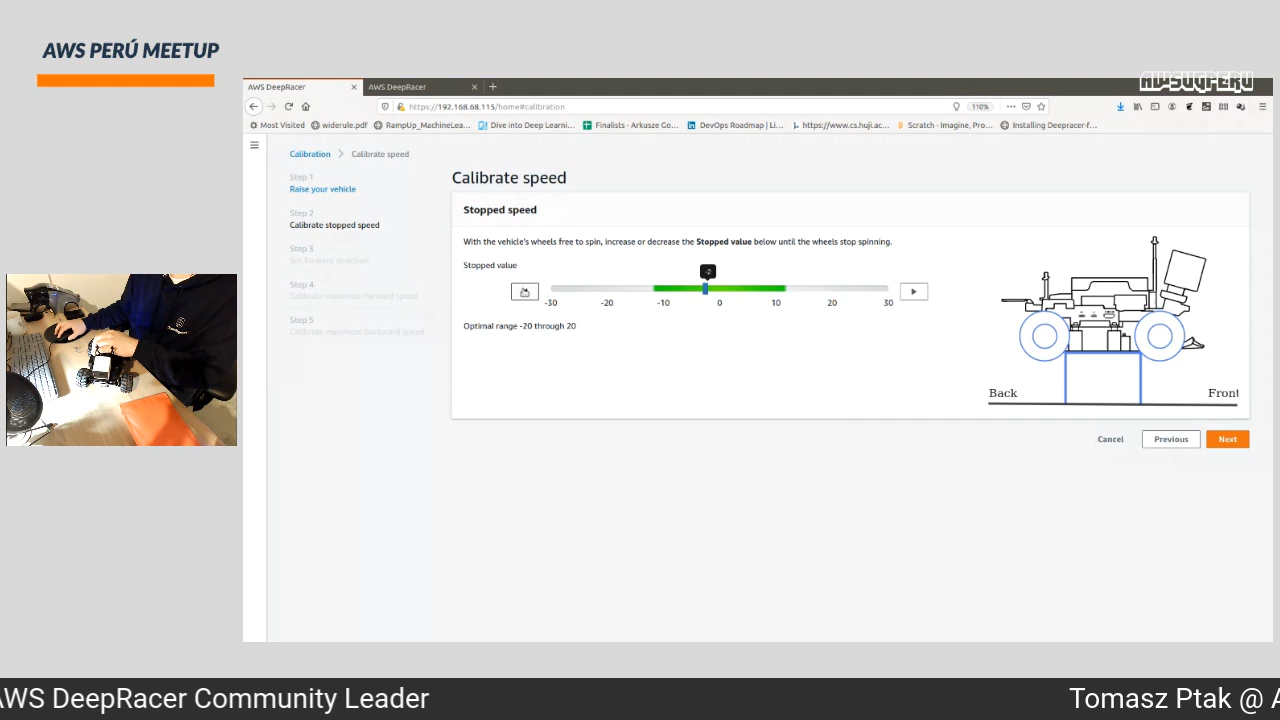 AWS PERÚ MEETUP
AWSUGPERU
AWS DeepRacer
AWS DeepRacer
https://192.168.68.115/home#calibration
110%
Most Visited
widerule.pdf
RampUp_MachineLea...
Dive into Deep Learni...
Finalists - Arkusze Go...
DevOps Roadmap | Li...
https://www.cs.huji.ac...
Scratch - Imagine, Pro...
Installing Deepracer-f...
Calibration > Calibrate speed
Step 1
Raise your vehicle
Step 2
Calibrate stopped speed
Step 3
Set forward direction
Step 4
Calibrate maximum forward speed
Step 5
Calibrate maximum backward speed
Calibrate speed
Stopped speed
With the vehicle's wheels free to spin, increase or decrease the Stopped value below until the wheels stop spinning.
Stopped value
-2
-30 -20 -10 0 10 20 30
Optimal range -20 through 20
Back Front
Cancel Previous Next
AWS DeepRacer Community Leader
Tomasz Ptak @ A